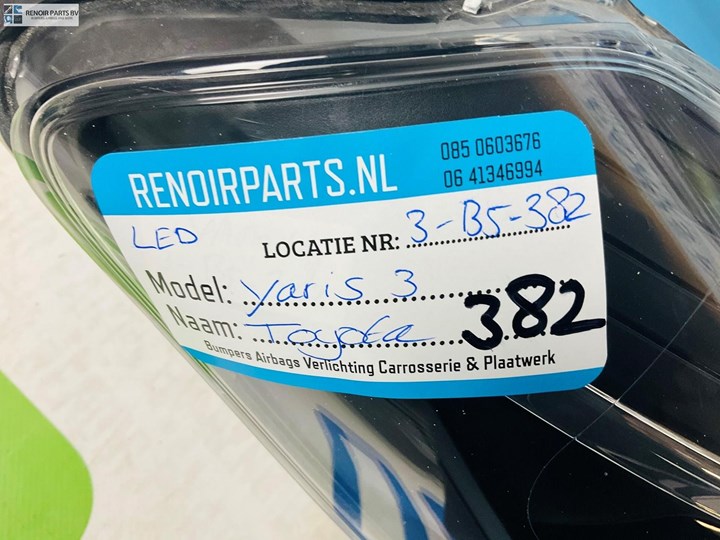 RENOIR PARTS BV
RENOIRPARTS.NL
085 0603676
06 41346994
LED
LOCATIE NR: 3-B5-382
Model: Yaris 3
Naam: Toyota 382
Bumpers Airbags Verlichting Carrosserie & Plaatwerk